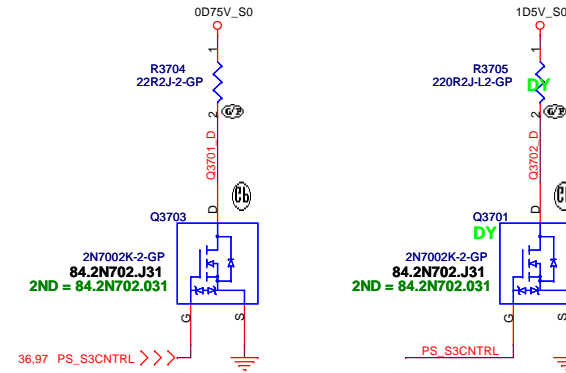 0D75V_S0
1
R3704
22R2J-2-GP
2
G/P
Q3701_D
Q3703
D
2N7002K-2-GP
84.2N702.J31
2ND = 84.2N702.031
G
S
36,97 PS_S3CNTRL
1D5V_S0
1
R3705
220R2J-L2-GP
DY
2
Q3702_D
Q3701
D
DY
2N7002K-2-GP
84.2N702.J31
2ND = 84.2N702.031
G
S
PS_S3CNTRL